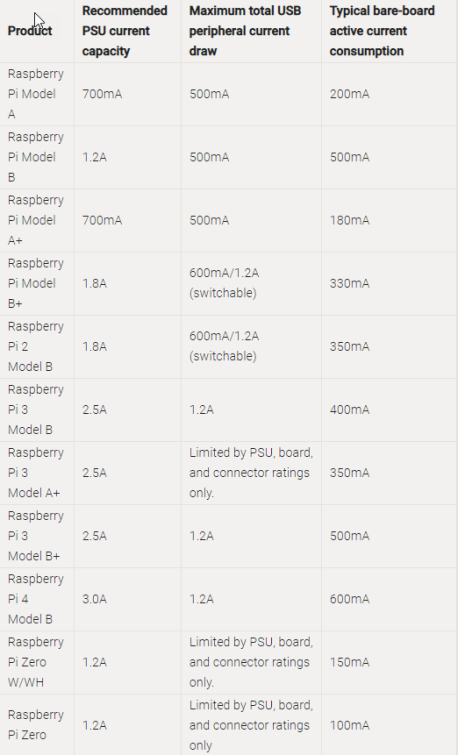 Product
Recommended
PSU current
capacity
Maximum total USB
peripheral current
draw
Typical bare-board
active current
consumption
Raspberry
Pi Model
A
700mA
500mA
200mA
Raspberry
Pi Model
B
1.2A
500mA
500mA
Raspberry
Pi Model
A+
700mA
500mA
180mA
Raspberry
Pi Model
B+
1.8A
600mA/1.2A
(switchable)
330mA
Raspberry
Pi 2
Model B
1.8A
600mA/1.2A
(switchable)
350mA
Raspberry
Pi 3
Model B
2.5A
1.2A
400mA
Raspberry
Pi 3
Model A+
2.5A
Limited by PSU, board,
and connector ratings
only.
350mA
Raspberry
Pi 3
Model B+
2.5A
1.2A
500mA
Raspberry
Pi 4
Model B
3.0A
1.2A
600mA
Raspberry
Pi Zero
W/WH
1.2A
Limited by PSU, board,
and connector ratings
only.
150mA
Raspberry
Pi Zero
1.2A
Limited by PSU, board,
and connector ratings
only
100mA